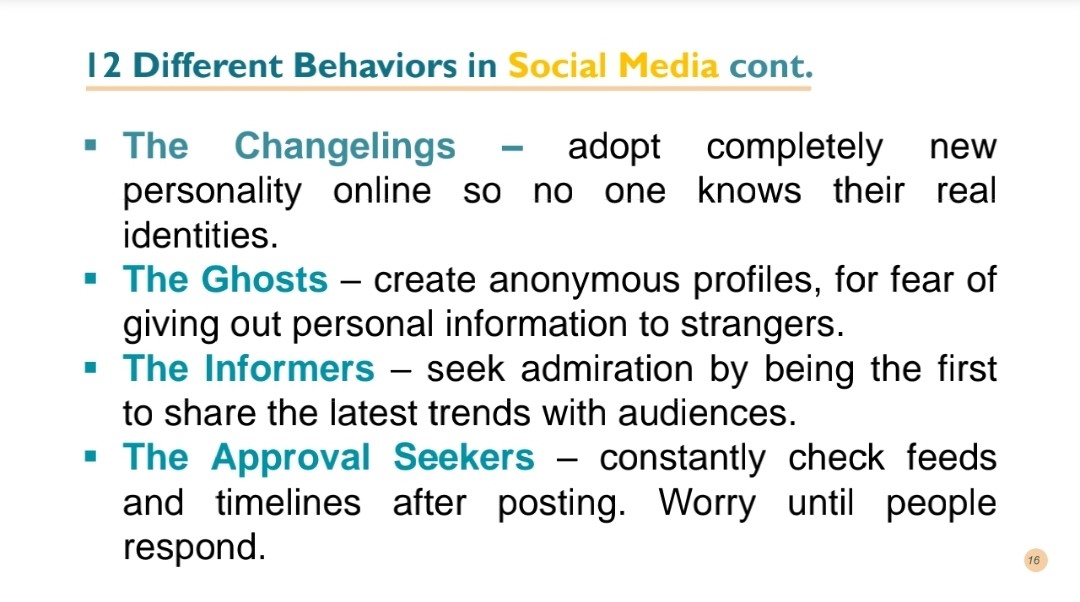 12 Different Behaviors in Social Media cont.
▪ The Changelings – adopt completely new
personality online so no one knows their real
identities.
▪ The Ghosts – create anonymous profiles, for fear of
giving out personal information to strangers.
▪ The Informers – seek admiration by being the first
to share the latest trends with audiences.
▪ The Approval Seekers – constantly check feeds
and timelines after posting. Worry until people
respond.
16